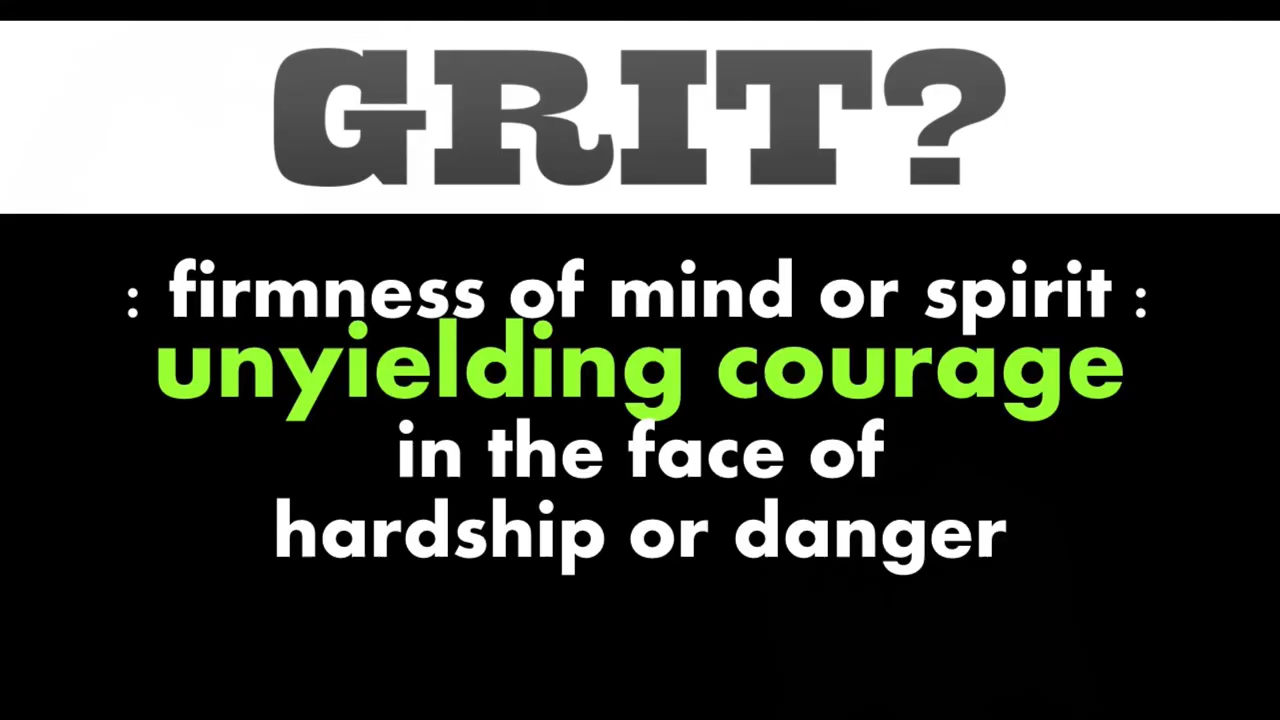 GRIT?
: firmness of mind or spirit :
unyielding courage
in the face of
hardship or danger